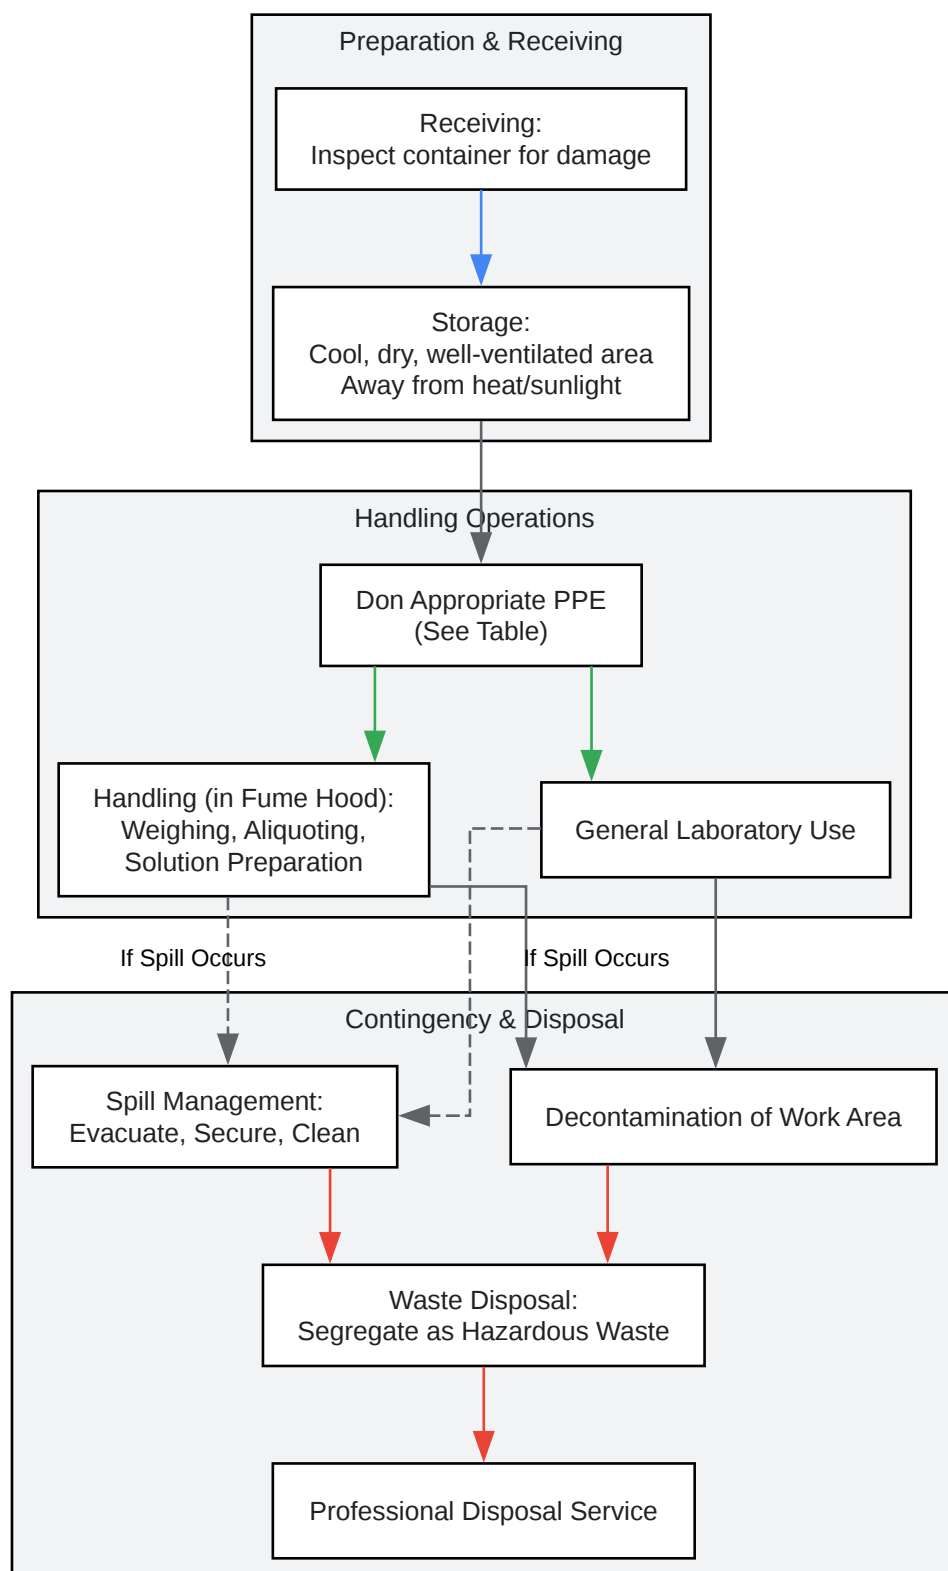 Preparation & Receiving
Receiving:
Inspect container for damage
Storage:
Cool, dry, well-ventilated area
Away from heat/sunlight
Handling Operations
Don Appropriate PPE
(See Table)
Handling (in Fume Hood):
Weighing, Aliquoting,
Solution Preparation
General Laboratory Use
If Spill Occurs
If Spill Occurs
Contingency & Disposal
Spill Management:
Evacuate, Secure, Clean
Decontamination of Work Area
Waste Disposal:
Segregate as Hazardous Waste
Professional Disposal Service